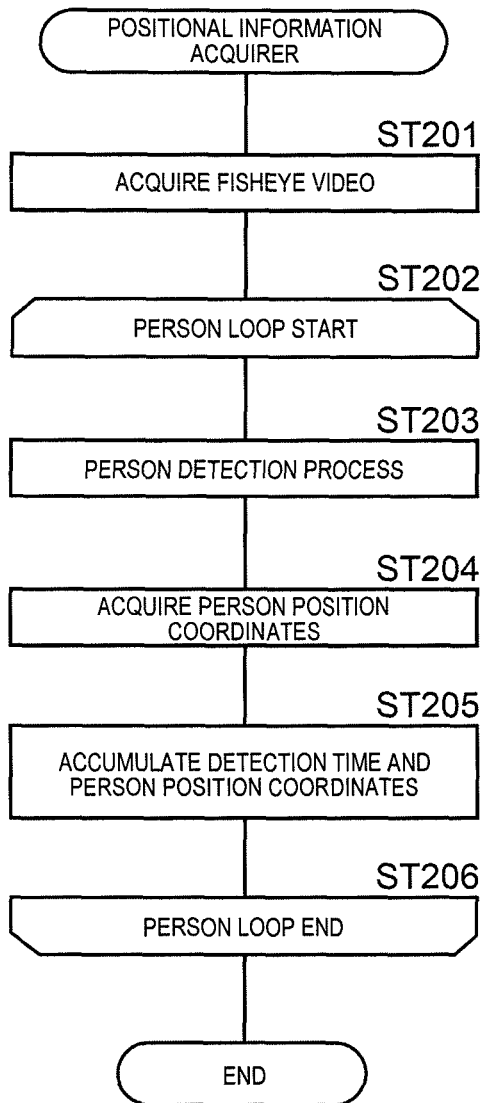 POSITIONAL INFORMATION
ACQUIRER
ST201
ACQUIRE FISHEYE VIDEO
ST202
PERSON LOOP START
ST203
PERSON DETECTION PROCESS
ST204
ACQUIRE PERSON POSITION
COORDINATES
ST205
ACCUMULATE DETECTION TIME AND
PERSON POSITION COORDINATES
ST206
PERSON LOOP END
END